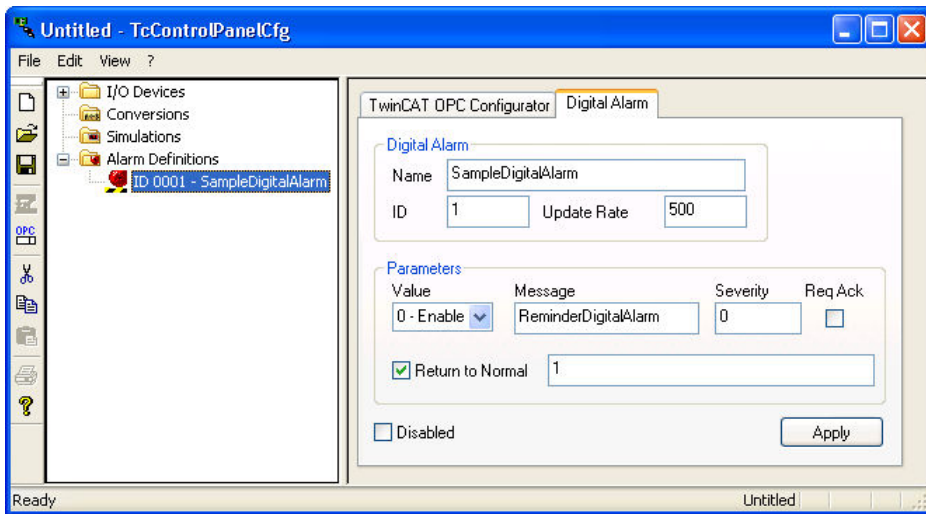 Untitled - TcControlPanelCfg
File Edit View ?
I/O Devices
Conversions
Simulations
Alarm Definitions
ID 0001 - SampleDigitalAlarm
OPC
TwinCAT OPC Configurator Digital Alarm
Digital Alarm
Name SampleDigitalAlarm
ID 1 Update Rate 500
Parameters
Value Message Severity Req Ack
0 - Enable ReminderDigitalAlarm 0
Return to Normal 1
Disabled Apply
Ready Untitled